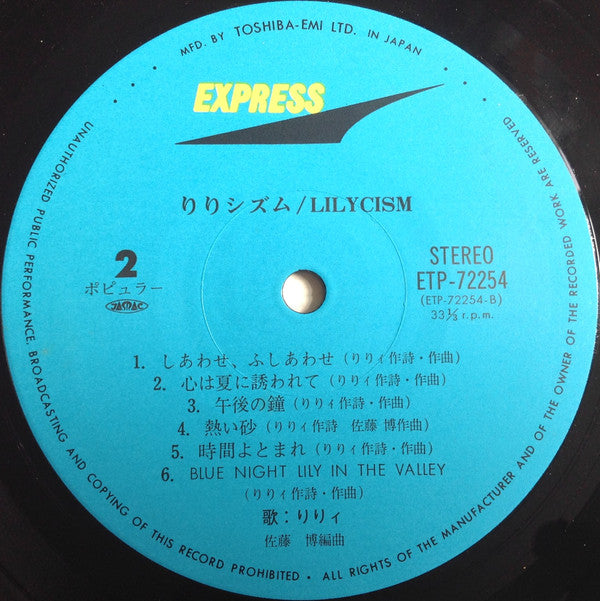 MFD. BY TOSHIBA-EMI LTD. IN JAPAN
EXPRESS
りりシズム/LILYCISM
2
ポピュラー
JASRAC
STEREO
ETP-72254
(ETP-72254-B)
33⅓ r.p.m.
1. しあわせ、ふしあわせ (りりィ作詩・作曲)
2. 心は夏に誘われて (りりィ作詩・作曲)
3. 午後の鐘 (りりィ作詩・作曲)
4. 熱い砂 (りりィ作詩 佐藤 博作曲)
5. 時間よとまれ (りりィ作詩・作曲)
6. BLUE NIGHT LILY IN THE VALLEY
(りりィ作詩・作曲)
歌：りりィ
佐藤 博編曲
UNAUTHORIZED PUBLIC PERFORMANCE, BROADCASTING AND COPYING OF THIS RECORD PROHIBITED • ALL RIGHTS OF THE MANUFACTURER AND OF THE OWNER OF THE RECORDED WORK ARE RESERVED